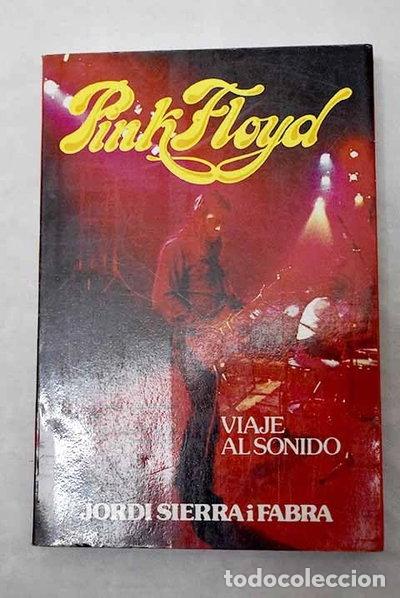 Pink Floyd
VIAJE
AL SONIDO
JORDI SIERRA i FABRA
todocoleccion